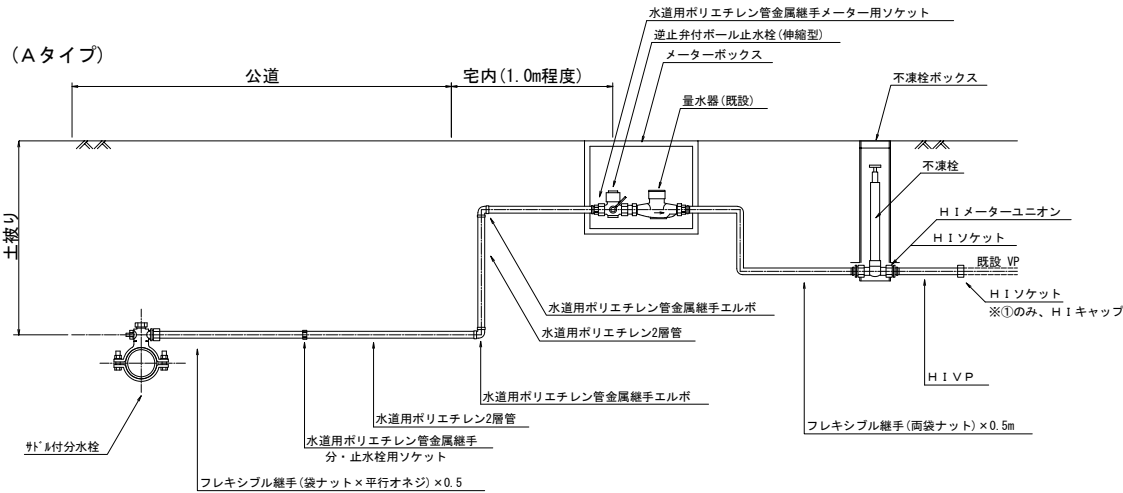 水道用ポリエチレン管金属継手メーター用ソケット
逆止弁付ボール止水栓(伸縮型)
(Aタイプ)
メーターボックス
公道
宅内(1.0m程度)
不凍栓ボックス
量水器(既設)
不凍栓
土被り
HIメーターユニオン
HIソケット
既設 VP
HIソケット
※①のみ、HIキャップ
水道用ポリエチレン管金属継手エルボ
水道用ポリエチレン2層管
HIVP
水道用ポリエチレン管金属継手エルボ
水道用ポリエチレン2層管
フレキシブル継手(両袋ナット)×0.5m
サドル付分水栓
水道用ポリエチレン管金属継手
分・止水栓用ソケット
フレキシブル継手(袋ナット×平行オネジ)×0.5